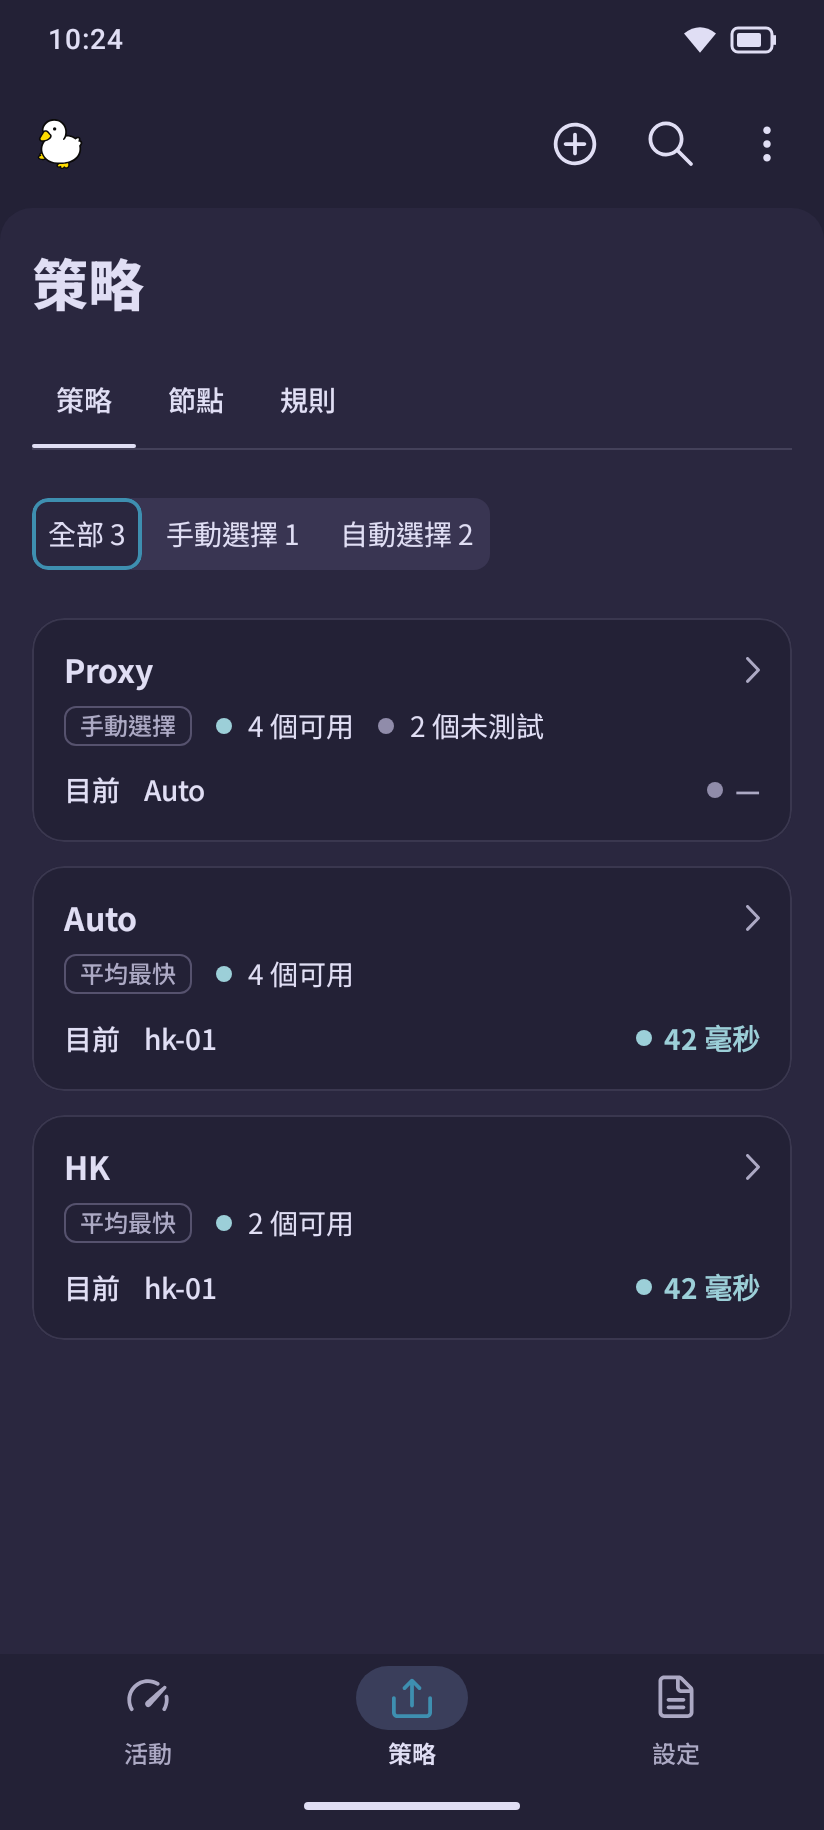 10:24
策略
策略 節點 規則
全部 3 手動選擇 1 自動選擇 2
Proxy
手動選擇 4 個可用 2 個未測試
目前 Auto —
Auto
平均最快 4 個可用
目前 hk-01 42 毫秒
HK
平均最快 2 個可用
目前 hk-01 42 毫秒
活動 策略 設定